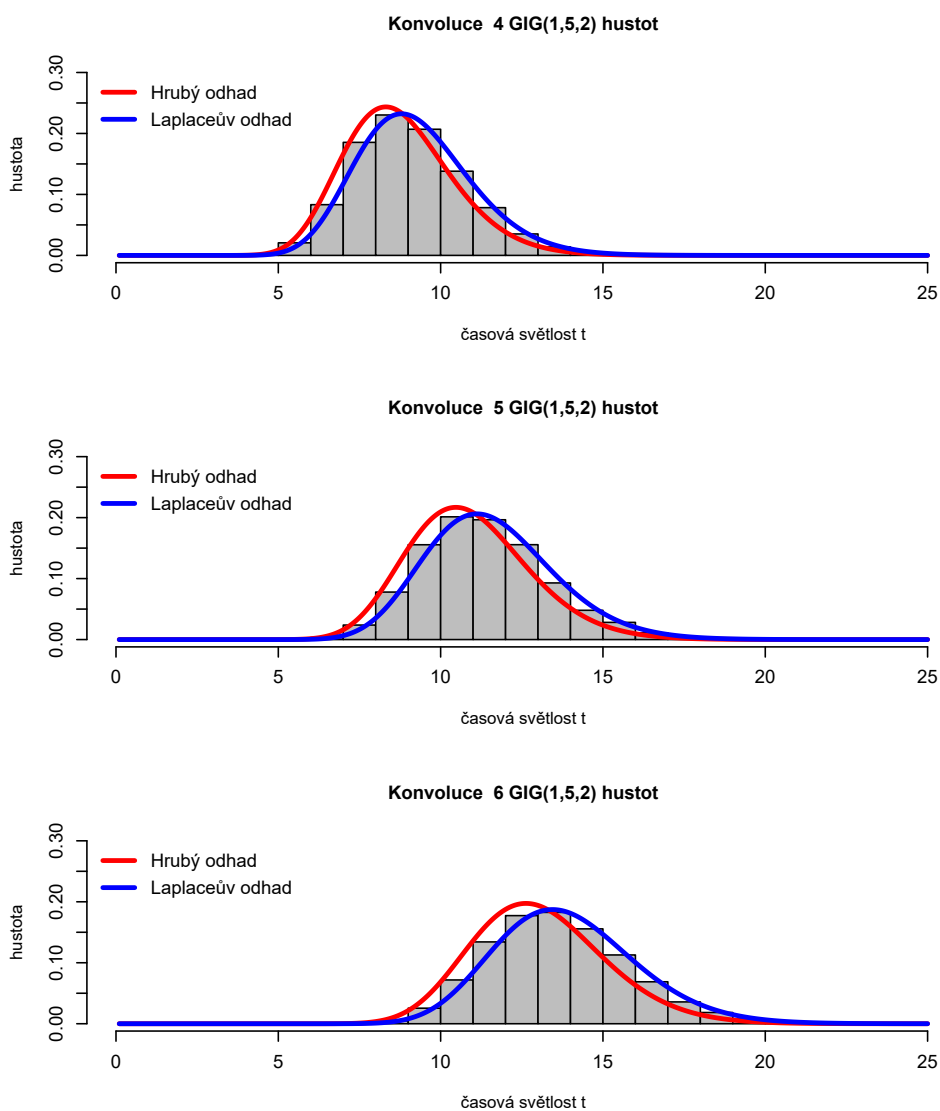 Konvoluce 4 GIG(1,5,2) hustot
0.30
0.20
0.10
0.00
hustota
Hrubý odhad
Laplaceův odhad
0 5 10 15 20 25
časová světlost t
Konvoluce 5 GIG(1,5,2) hustot
0.30
0.20
0.10
0.00
hustota
Hrubý odhad
Laplaceův odhad
0 5 10 15 20 25
časová světlost t
Konvoluce 6 GIG(1,5,2) hustot
0.30
0.20
0.10
0.00
hustota
Hrubý odhad
Laplaceův odhad
0 5 10 15 20 25
časová světlost t